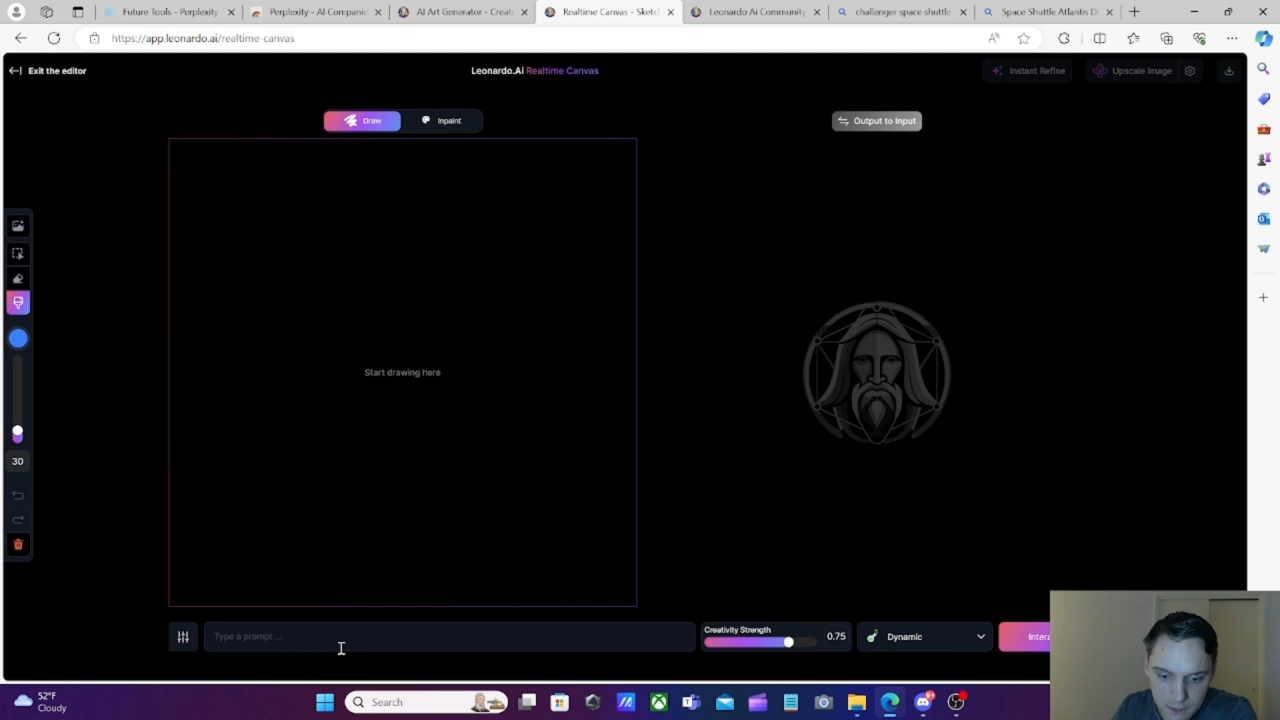 Future Tools - Perplexity
Perplexity - AI Companio
AI Art Generator - Create
Realtime Canvas - Sketch
Leonardo Ai Community
challenger space shuttle
Space Shuttle Atlantis D
https://app.leonardo.ai/realtime-canvas
Exit the editor
Leonardo.Ai Realtime Canvas
Instant Refine
Upscale Image
Draw
Inpaint
Output to Input
Start drawing here
30
Type a prompt ...
Creativity Strength
0.75
Dynamic
Intera
52°F
Cloudy
Search